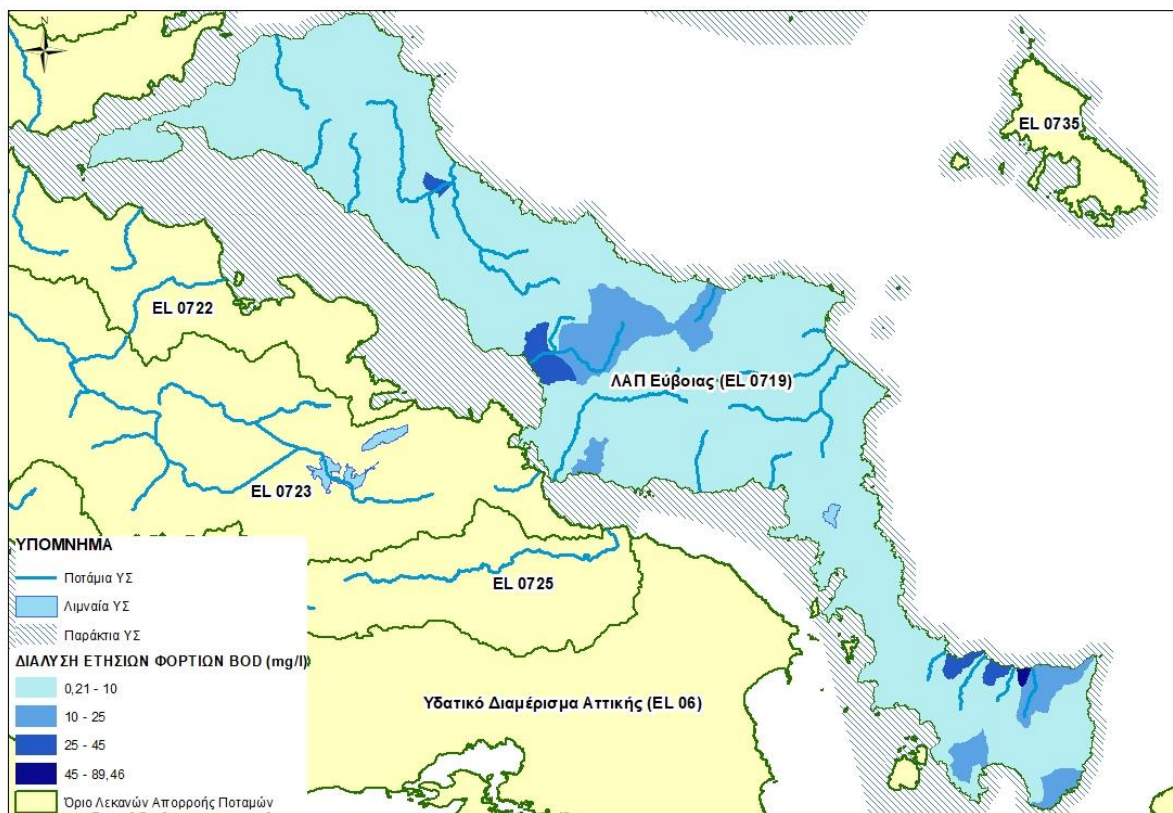 N
EL 0735
EL 0722
ΛΑΠ Εύβοιας (EL 0719)
EL 0723
EL 0725
Υδατικό Διαμέρισμα Αττικής (EL 06)
ΥΠΟΜΝΗΜΑ
Ποτάμια ΥΣ
Λιμναία ΥΣ
Παράκτια ΥΣ
ΔΙΑΛΥΣΗ ΕΤΗΣΙΩΝ ΦΟΡΤΙΩΝ BOD (mg/l)
0,21 - 10
10 - 25
25 - 45
45 - 89,46
Όριο Λεκανών Απορροής Ποταμών